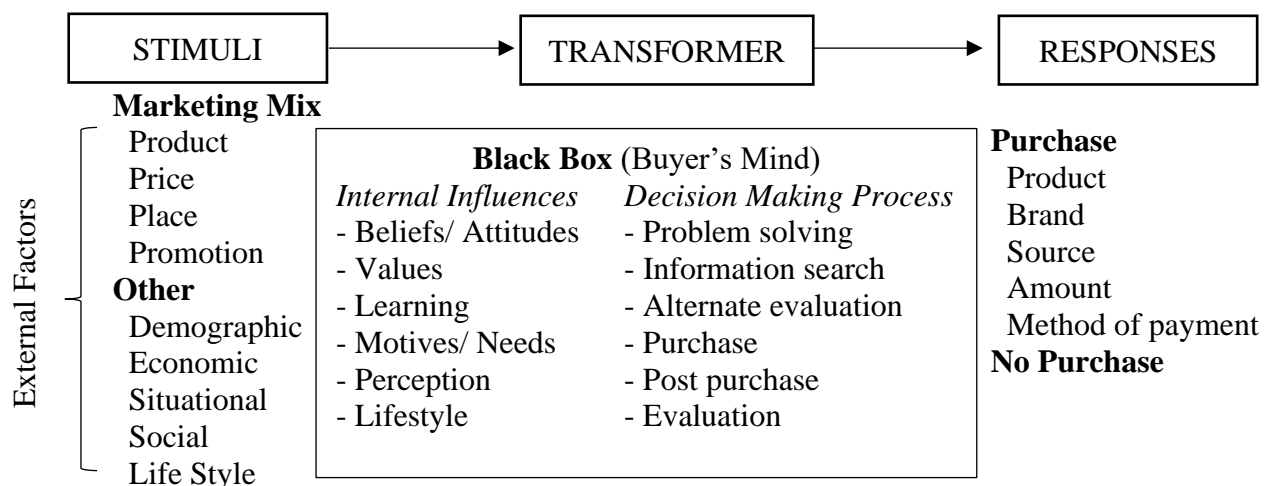 STIMULI
TRANSFORMER
RESPONSES
External Factors
Marketing Mix
Product
Price
Place
Promotion
Other
Demographic
Economic
Situational
Social
Life Style
Black Box (Buyer's Mind)
Internal Influences
- Beliefs/ Attitudes
- Values
- Learning
- Motives/ Needs
- Perception
- Lifestyle
Decision Making Process
- Problem solving
- Information search
- Alternate evaluation
- Purchase
- Post purchase
- Evaluation
Purchase
Product
Brand
Source
Amount
Method of payment
No Purchase